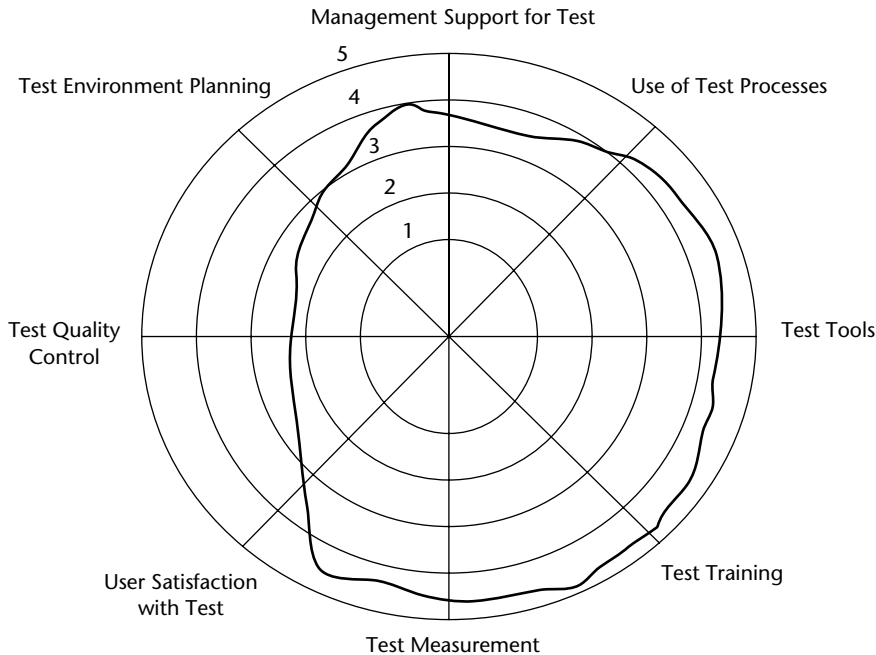 Management Support for Test
5
Test Environment Planning
Use of Test Processes
4
3
2
1
Test Quality
Control
Test Tools
Test Training
User Satisfaction
with Test
Test Measurement